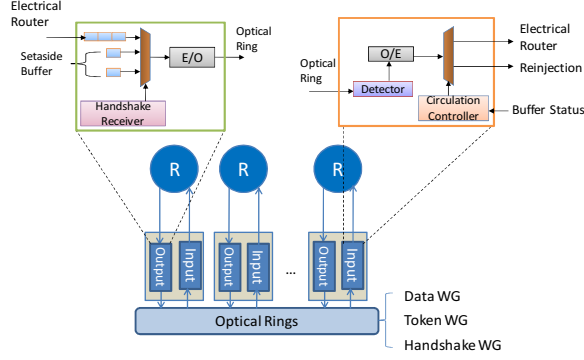 Electrical
Router
Setaside
Buffer
E/O
Optical
Ring
Handshake
Receiver
Optical
Ring
O/E
Detector
Electrical
Router
Reinjection
Circulation
Controller
Buffer Status
R
R
R
Output
Input
Output
Input
...
Output
Input
Optical Rings
Data WG
Token WG
Handshake WG